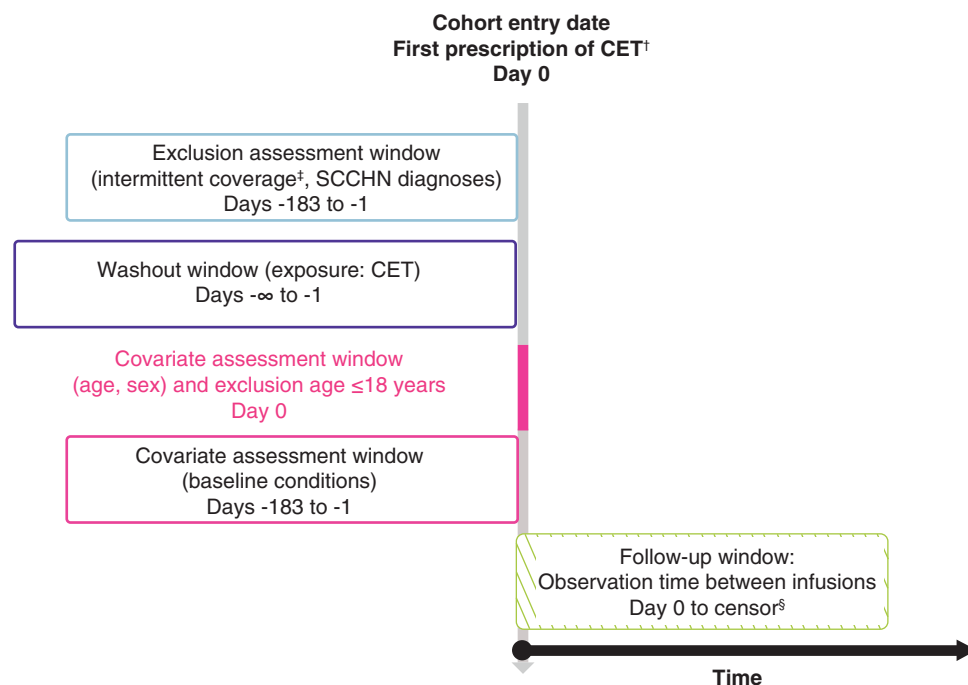 Cohort entry date
First prescription of CET†
Day 0
Exclusion assessment window
(intermittent coverage‡, SCCHN diagnoses)
Days -183 to -1
Washout window (exposure: CET)
Days -∞ to -1
Covariate assessment window
(age, sex) and exclusion age ≤18 years
Day 0
Covariate assessment window
(baseline conditions)
Days -183 to -1
Follow-up window:
Observation time between infusions
Day 0 to censor§
Time